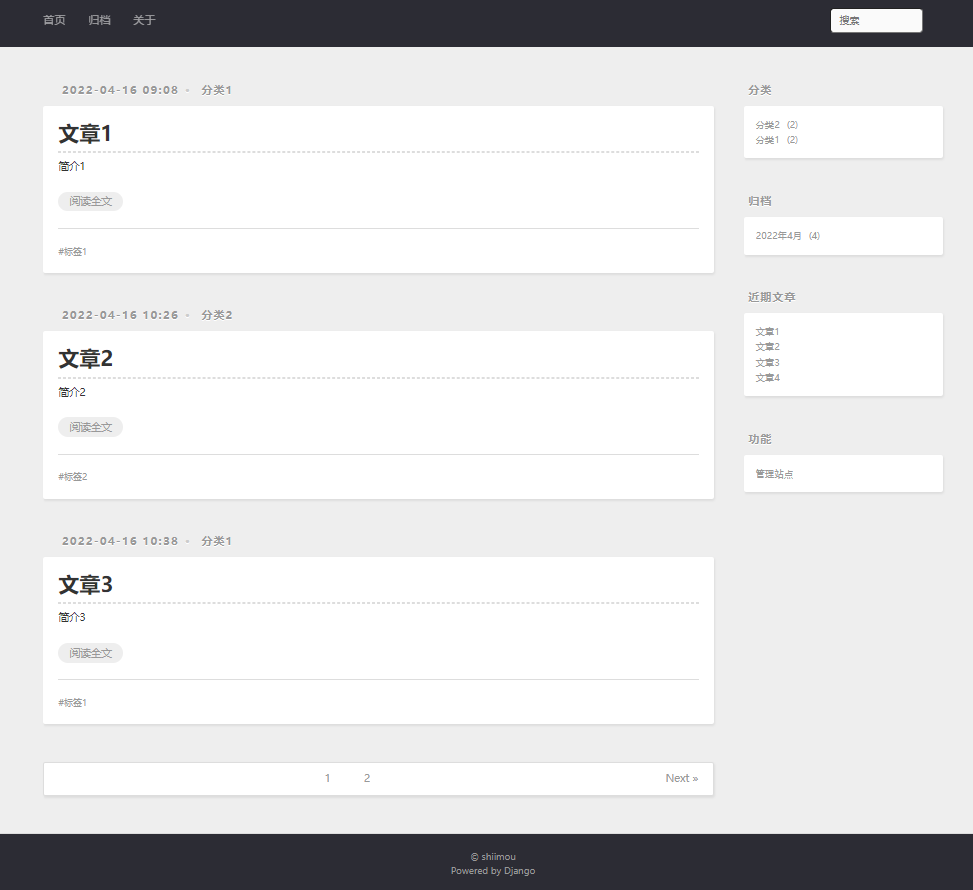 首页 归档 关于 搜索
2022-04-16 09:08 - 分类1
文章1
简介1
阅读全文
#标签1
2022-04-16 10:26 - 分类2
文章2
简介2
阅读全文
#标签2
2022-04-16 10:38 - 分类1
文章3
简介3
阅读全文
#标签1
1 2 Next »
分类
分类2 (2)
分类1 (2)
归档
2022年4月 (4)
近期文章
文章1
文章2
文章3
文章4
功能
管理站点
© shiimou
Powered by Django